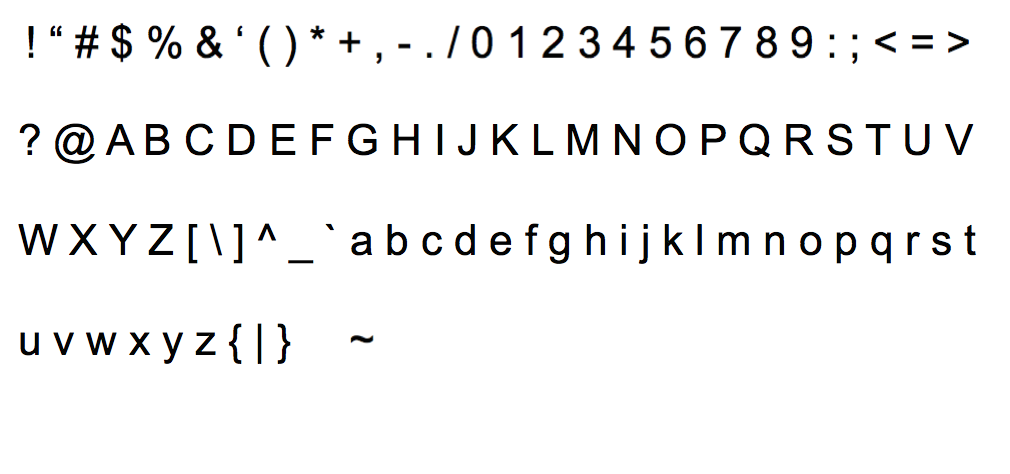 ! “ # $ % & ‘ ( ) * + , - . / 0 1 2 3 4 5 6 7 8 9 : ; < = >
? @ A B C D E F G H I J K L M N O P Q R S T U V
W X Y Z [ \ ] ^ _ ` a b c d e f g h i j k l m n o p q r s t
u v w x y z { | } ~